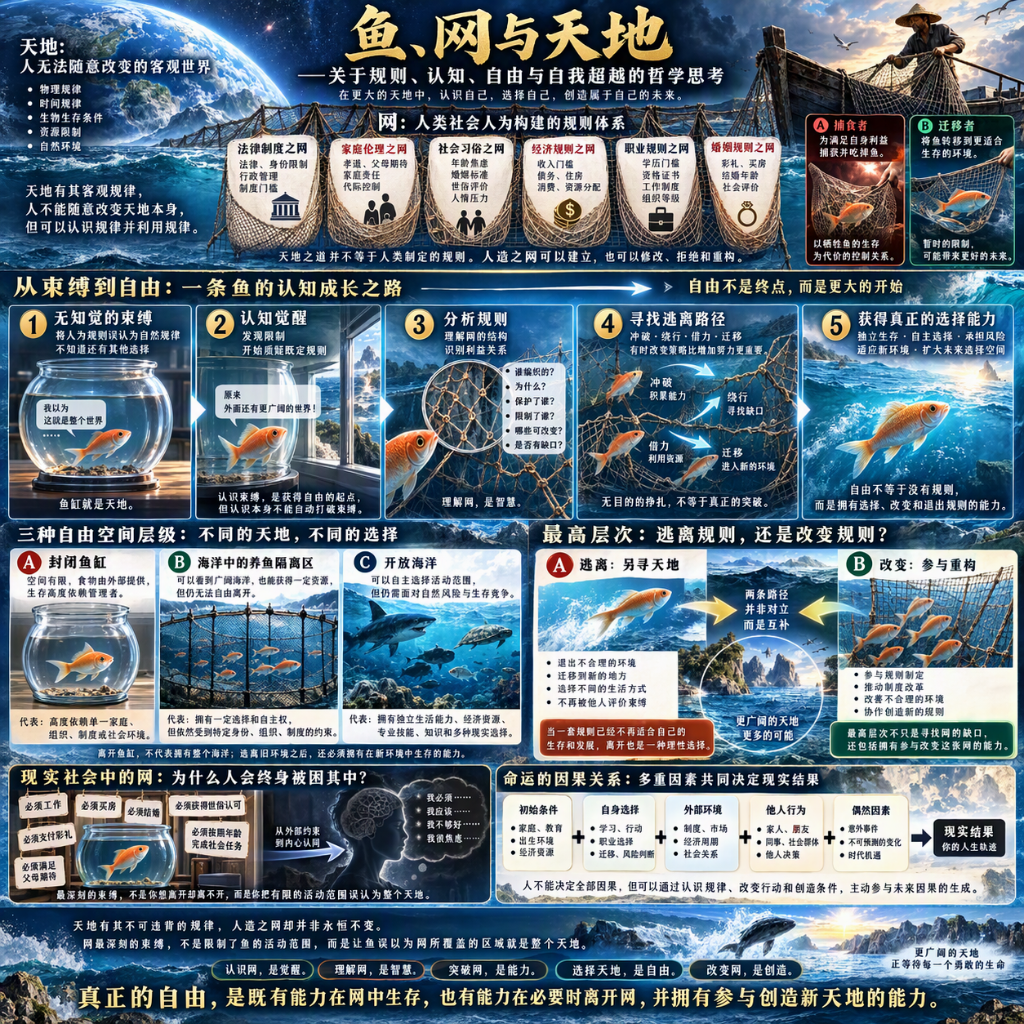 鱼、网与天地
——关于规则、认知、自由与自我超越的哲学思考
在更大的天地中，认识自己，选择自己，创造属于自己的未来。
天地：
人无法随意改变的客观世界
• 物理规律
• 时间规律
• 生物生存条件
• 资源限制
• 自然环境
天地有其客观规律，
人不能随意改变天地本身，
但可以认识规律并利用规律。
网：人类社会人为构建的规则体系
法律制度之网
法律、身份限制
行政管理
制度门槛
家庭伦理之网
孝道、父母期待
家庭责任
代际控制
社会习俗之网
年龄焦虑
婚姻标准
世俗评价
人情压力
经济规则之网
收入门槛
债务、住房
消费、资源分配
职业规则之网
学历门槛
资格证书
工作制度
组织等级
婚姻规则之网
彩礼、买房
结婚年龄
社会评价
天地之道并不等于人类制定的规则。人造之网可以建立，也可以修改、拒绝和重构。
A 捕食者
为满足自身利益
捕获并吃掉鱼。
以牺牲鱼的生存
为代价的控制关系。
B 迁移者
将鱼转移到更适合
生存的环境。
暂时的限制，
可能带来更好的未来。
从束缚到自由：一条鱼的认知成长之路
自由不是终点，而是更大的开始
1 无知觉的束缚
将人为规则误认为自然规律
不知道还有其他选择
我以为
这就是整个世界
……
鱼缸就是天地。
2 认知觉醒
发现限制
开始质疑既定规则
原来
外面还有更广阔的世界！
认识束缚，是获得自由的起点，
但认识本身不能自动打破束缚。
3 分析规则
理解网的结构
识别利益关系
• 谁编织的？
• 为什么？
• 保护了谁？
• 限制了谁？
• 哪些可改变？
• 是否有缺口？
理解网，是智慧。
4 寻找逃离路径
冲破・绕行・借力・迁移
有时改变策略比增加努力更重要。
冲破
积累能力
绕行
寻找缺口
借力
利用资源
迁移
进入新的环境
无目的的挣扎，不等于真正的突破。
5 获得真正的选择能力
独立生存・自主选择・承担风险
适应新环境・扩大未来选择空间
自由不等于没有规则，
而是拥有选择、改变和退出规则的能力。
三种自由空间层级：不同的天地，不同的选择
A 封闭鱼缸
空间有限，食物由外部提供，
生存高度依赖管理者。
代表：高度依赖单一家庭、
组织、制度或社会环境。
B 海洋中的养鱼隔离区
可以看到广阔海洋，也能获得一定资源，
但仍无法自由离开。
代表：拥有一定选择和自主权，
但依然受到特定身份、组织、制度的约束。
C 开放海洋
可以自主选择活动范围，
但仍需面对自然风险与生存竞争。
代表：拥有独立生活能力、经济资源、
专业技能、知识和多种现实选择。
离开鱼缸，不代表拥有整个海洋；逃离旧环境之后，还必须拥有在新环境中生存的能力。
最高层次：逃离规则，还是改变规则？
A 逃离：另寻天地
• 退出不合理的环境
• 迁移到新的地方
• 选择不同的生活方式
• 不再被他人评价束缚
当一套规则已经不再适合自己的
生存和发展，离开也是一种理性选择。
两条路径
并非对立
而是互补
更广阔的天地
更多的可能
B 改变：参与重构
• 参与规则制定
• 推动制度改革
• 改善不合理的环境
• 协作创造新的规则
最高层次不只是寻找网的缺口，
还包括拥有参与改变这张网的能力。
现实社会中的网：为什么人会终身被困其中？
必须工作
必须买房
必须结婚
必须获得世俗认可
必须支付彩礼
必须按期年龄
完成社会任务
必须满足
父母期待
从外部约束
到内心认同
我必须……
我应该……
我不够好……
我很焦虑……
最深刻的束缚，不是你想离开却离不开，而是你把有限的活动范围误认为整个天地。
命运的因果关系：多重因素共同决定现实结果
初始条件
• 家庭、教育
• 出生环境
• 经济资源
+
自身选择
• 学习、行动
• 职业选择
• 迁移、风险判断
+
外部环境
• 制度、市场
• 经济周期
• 社会关系
+
他人行为
• 家人、朋友
• 同事、社会群体
• 他人决策
+
偶然因素
• 意外事件
• 不可预测的变化
• 时代机遇
现实结果
你的人生轨迹
人不能决定全部因果，但可以通过认识规律、改变行动和创造条件，主动参与未来因果的生成。
天地有其不可违背的规律，人造之网却并非永恒不变。
网最深刻的束缚，不是限制了鱼的活动范围，而是让鱼误以为网所覆盖的区域就是整个天地。
认识网，是觉醒。
理解网，是智慧。
突破网，是能力。
选择天地，是自由。
改变网，是创造。
更广阔的天地
正等待每一个勇敢的生命
真正的自由，是既有能力在网中生存，也有能力在必要时离开网，并拥有参与创造新天地的能力。